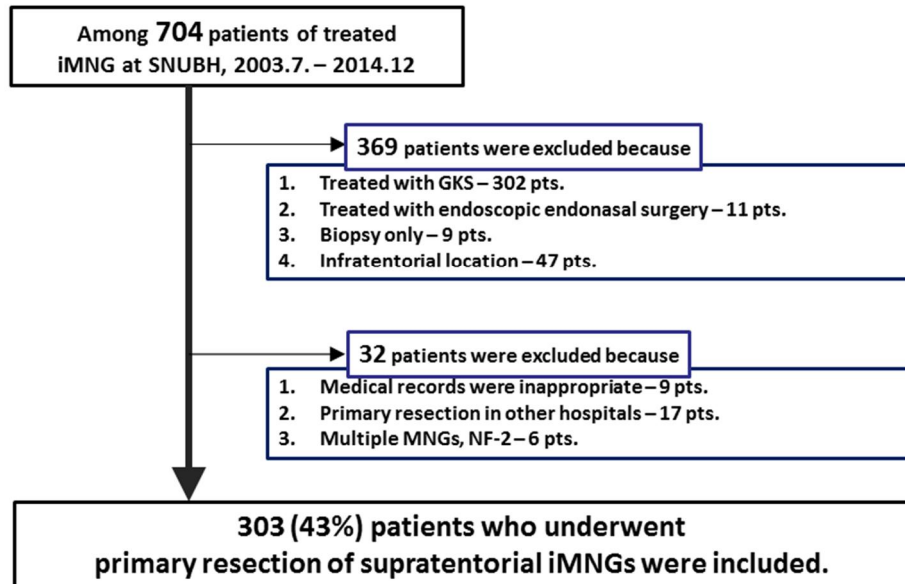 Among 704 patients of treated
iMNG at SNUBH, 2003.7. – 2014.12
369 patients were excluded because
1. Treated with GKS – 302 pts.
2. Treated with endoscopic endonasal surgery – 11 pts.
3. Biopsy only – 9 pts.
4. Infratentorial location – 47 pts.
32 patients were excluded because
1. Medical records were inappropriate – 9 pts.
2. Primary resection in other hospitals – 17 pts.
3. Multiple MNGs, NF-2 – 6 pts.
303 (43%) patients who underwent
primary resection of supratentorial iMNGs were included.